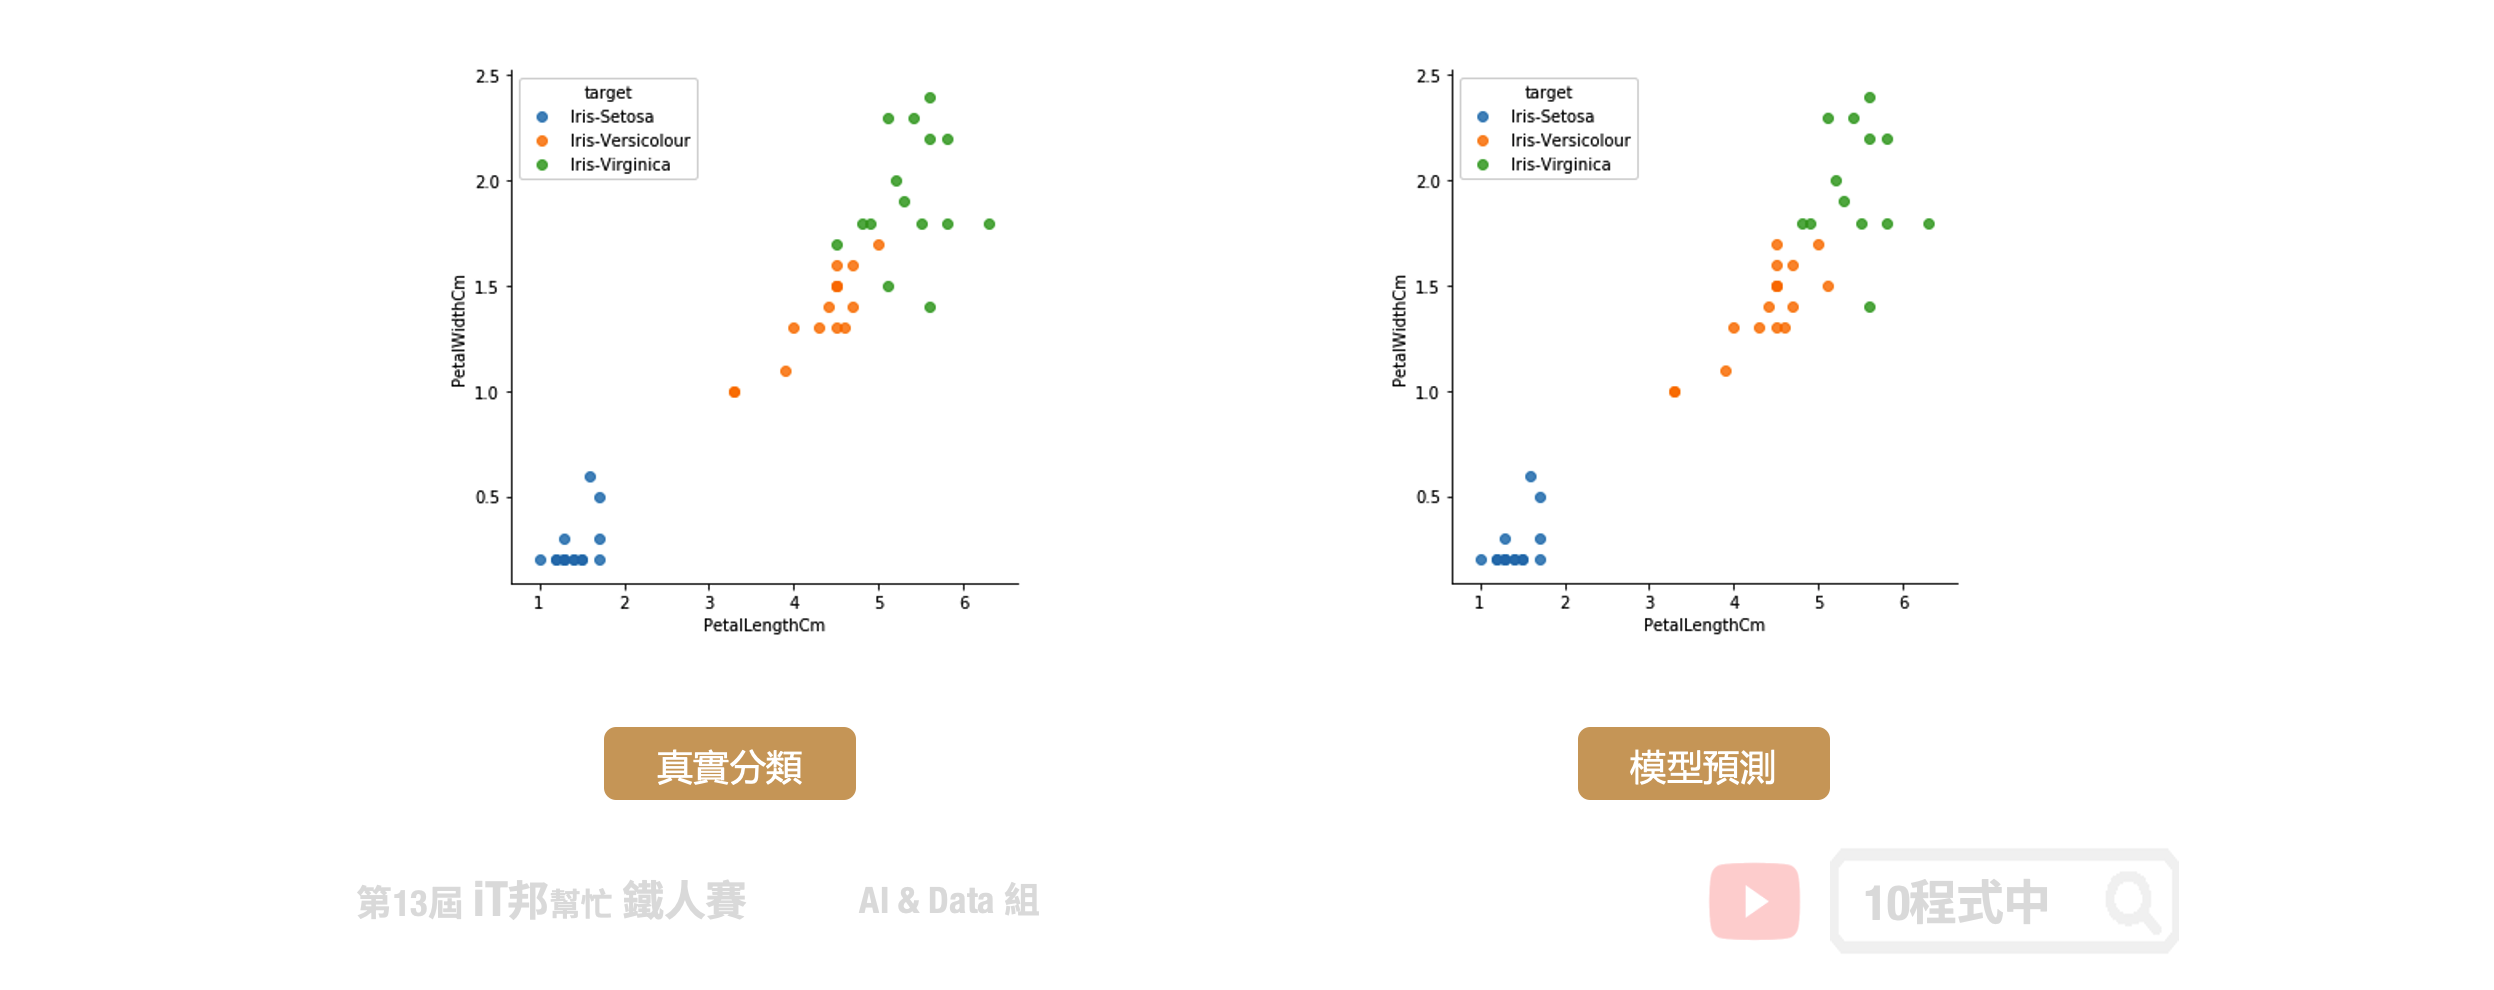 2.5
2.0
1.5
1.0
0.5
PetalWidthCm
target
Iris-Setosa
Iris-Versicolour
Iris-Virginica
1 2 3 4 5 6
PetalLengthCm
真實分類
2.5
2.0
1.5
1.0
0.5
PetalWidthCm
target
Iris-Setosa
Iris-Versicolour
Iris-Virginica
1 2 3 4 5 6
PetalLengthCm
模型預測
第13屆 iT邦幫忙 鐵人賽 AI & Data 組
10程式中